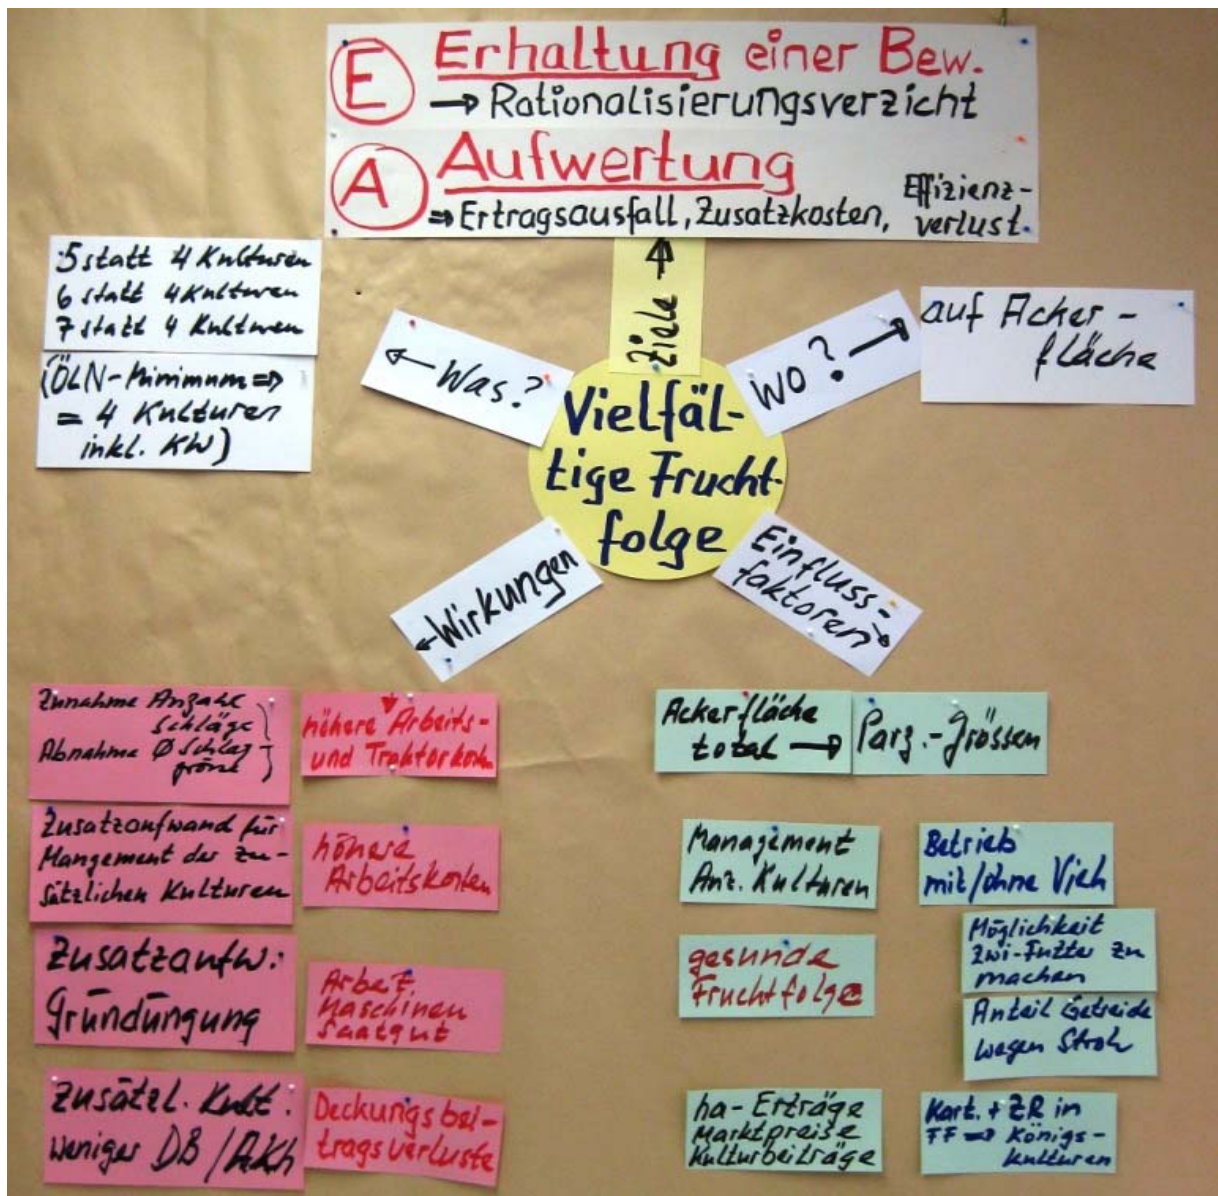 E Erhaltung einer Bew.
→ Rationalisierungsverzicht
A Aufwertung
⇒ Ertragsausfall, Zusatzkosten, Effizienz-
verlust.
5 statt 4 Kulturen
6 statt 4 Kulturen
7 statt 4 Kulturen
(ÖLN-Minimum ⇒
= 4 Kulturen
inkl. KW)
← Was?
Ziele →
Wo? →
auf Acker-
fläche
Vielfäl-
tige Frucht-
folge
← Wirkungen
Einfluss-
faktoren →
Zunahme Anzahl
Schläge
Abnahme Ø Schlag-
grösse
höhere Arbeits-
und Traktorkosten
Zusatzaufwand für
Mangement der zu-
sätzlichen Kulturen
höhere
Arbeitskosten
Zusatzaufw.:
Gründüngung
Arbeit,
Maschinen
Saatgut
Zusätzl. Kult.:
weniger DB/AKh
Deckungsbei-
tragsverluste
Ackerfläche
total →
Parz.-Grössen
Management
Anz. Kulturen
Betrieb
mit/ohne Vieh
Möglichkeit
Zwi-Futter zu
machen
gesunde
Fruchtfolge
Anteil Getreide
wegen Stroh
ha-Erträge
Marktpreise
Kulturbeiträge
Kart. + ZR in
FF ⇒ Königs-
kulturen